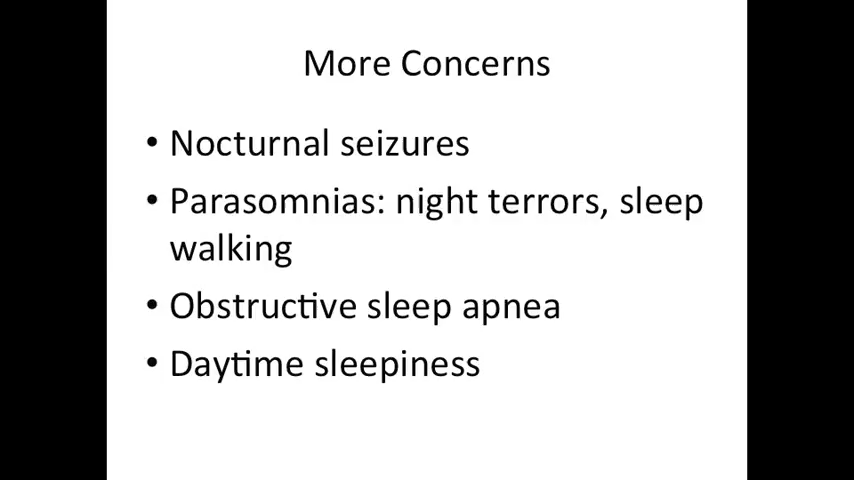 More Concerns
• Nocturnal seizures
• Parasomnias: night terrors, sleep
walking
• Obstructive sleep apnea
• Daytime sleepiness